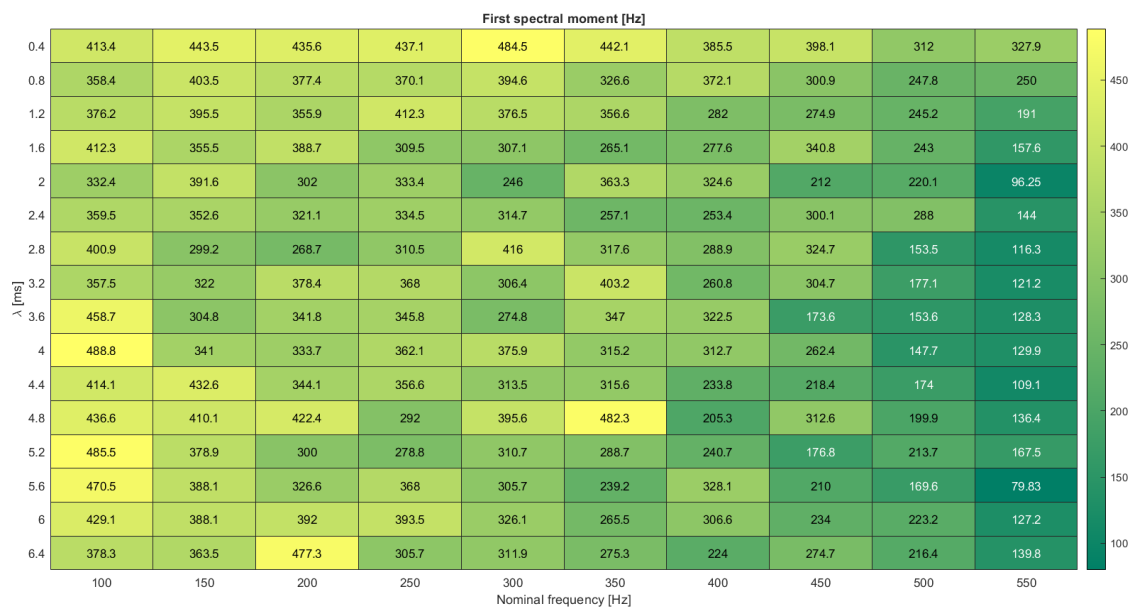 First spectral moment [Hz]
0.4 413.4 443.5 435.6 437.1 484.5 442.1 385.5 398.1 312 327.9
0.8 358.4 403.5 377.4 370.1 394.6 326.6 372.1 300.9 247.8 250
1.2 376.2 395.5 355.9 412.3 376.5 356.6 282 274.9 245.2 191
1.6 412.3 355.5 388.7 309.5 307.1 265.1 277.6 340.8 243 157.6
2 332.4 391.6 302 333.4 246 363.3 324.6 212 220.1 96.25
2.4 359.5 352.6 321.1 334.5 314.7 257.1 253.4 300.1 288 144
2.8 400.9 299.2 268.7 310.5 416 317.6 288.9 324.7 153.5 116.3
3.2 357.5 322 378.4 368 306.4 403.2 260.8 304.7 177.1 121.2
3.6 458.7 304.8 341.8 345.8 274.8 347 322.5 173.6 153.6 128.3
4 488.8 341 333.7 362.1 375.9 315.2 312.7 262.4 147.7 129.9
4.4 414.1 432.6 344.1 356.6 313.5 315.6 233.8 218.4 174 109.1
4.8 436.6 410.1 422.4 292 395.6 482.3 205.3 312.6 199.9 136.4
5.2 485.5 378.9 300 278.8 310.7 288.7 240.7 176.8 213.7 167.5
5.6 470.5 388.1 326.6 368 305.7 239.2 328.1 210 169.6 79.83
6 429.1 388.1 392 393.5 326.1 265.5 306.6 234 223.2 127.2
6.4 378.3 363.5 477.3 305.7 311.9 275.3 224 274.7 216.4 139.8
100 150 200 250 300 350 400 450 500 550
Nominal frequency [Hz]
λ [ms]
450
400
350
300
250
200
150
100